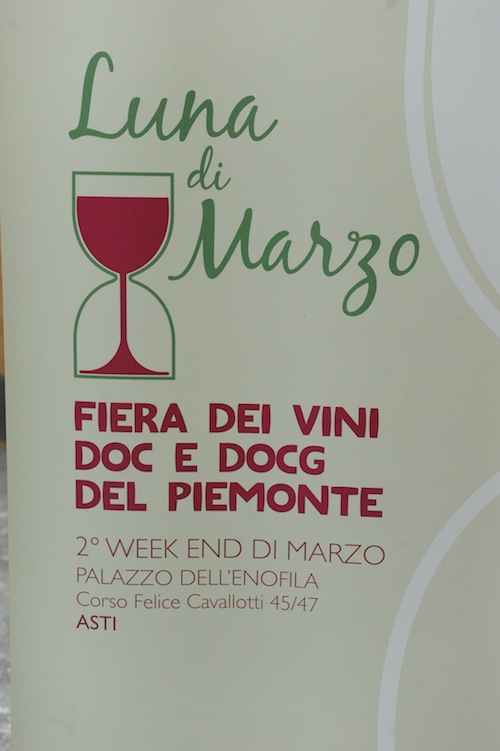 Luna
di
Marzo
FIERA DEI VINI
DOC E DOCG
DEL PIEMONTE
2° WEEK END DI MARZO
PALAZZO DELL'ENOFILA
Corso Felice Cavallotti 45/47
ASTI